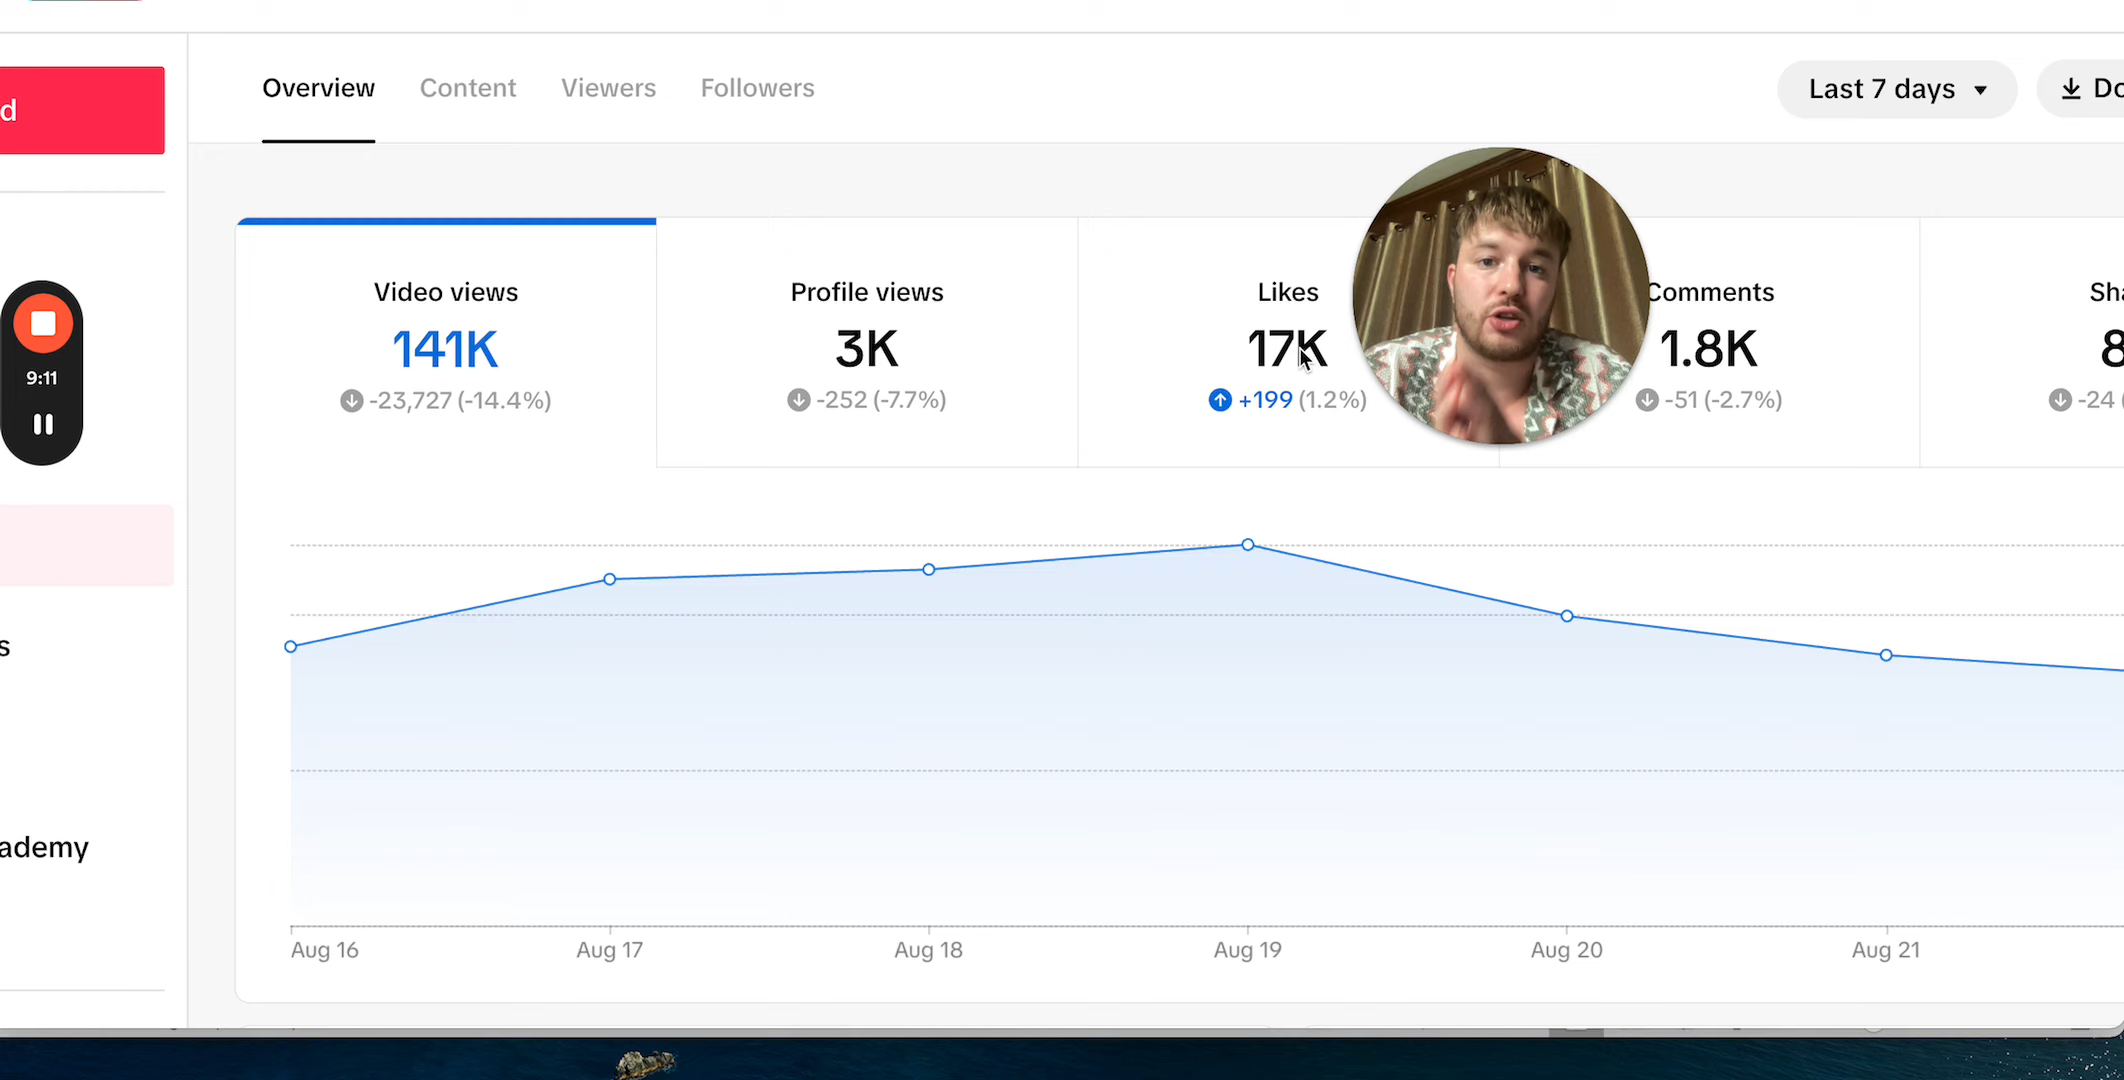 Overview Content Viewers Followers Last 7 days
d
Video views Profile views Likes Comments
141K 3K 17K 1.8K 8
-23,727 (-14.4%) -252 (-7.7%) +199 (1.2%) -51 (-2.7%) -24
9:11
s
ademy
Aug 16 Aug 17 Aug 18 Aug 19 Aug 20 Aug 21